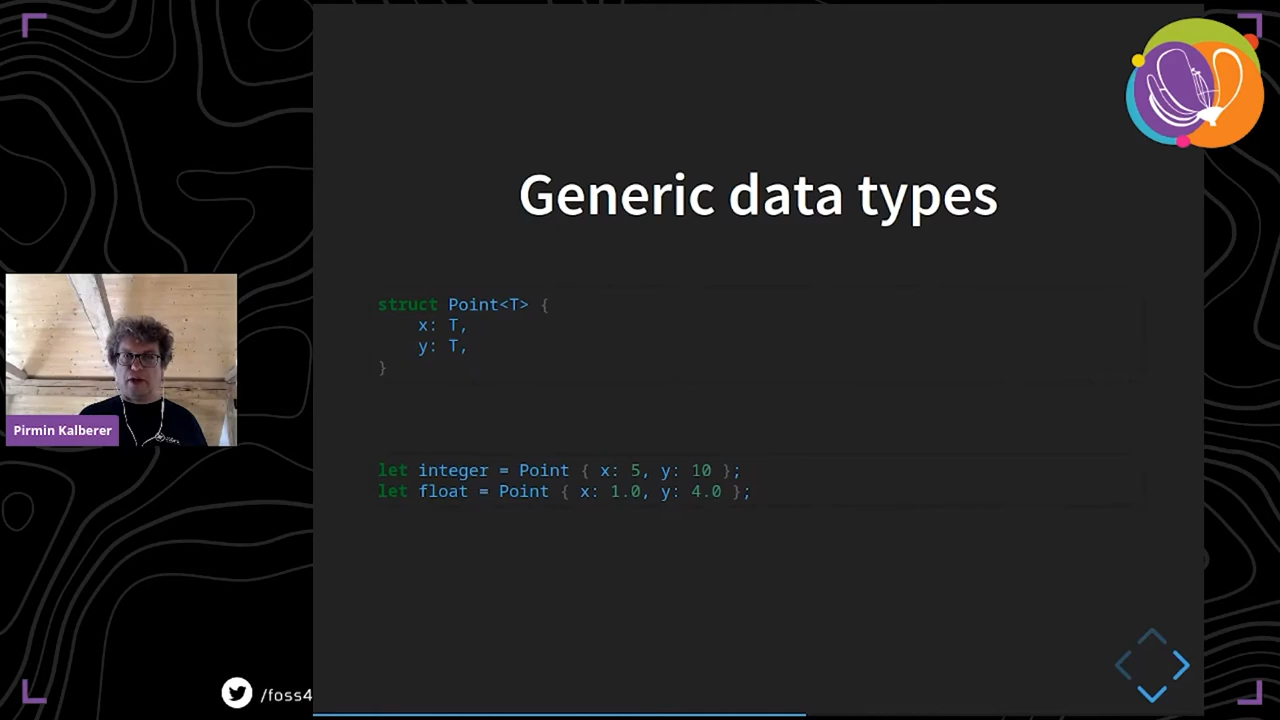 Generic data types
struct Point<T> {
    x: T,
    y: T,
}
let integer = Point { x: 5, y: 10 };
let float = Point { x: 1.0, y: 4.0 };
Pirmin Kalberer
/foss4